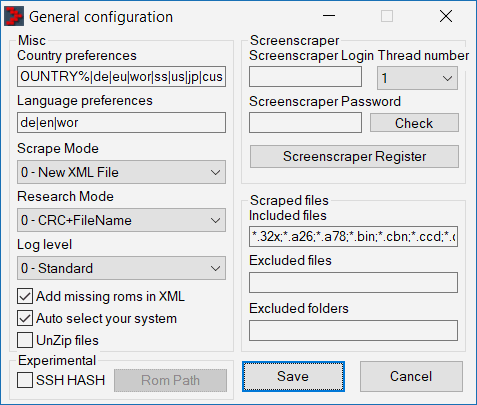 General configuration
Misc
Country preferences
OUNTRY%|de|eu|wor|ss|us|jp|cus
Language preferences
de|en|wor
Scrape Mode
0 - New XML File
Research Mode
0 - CRC+FileName
Log level
0 - Standard
Add missing roms in XML
Auto select your system
UnZip files
Experimental
SSH HASH
Rom Path
Screenscraper
Screenscraper Login Thread number
1
Screenscraper Password
Check
Screenscraper Register
Scraped files
Included files
*.32x;*.a26;*.a78;*.bin;*.cbn;*.ccd;*.c
Excluded files
Excluded folders
Save
Cancel